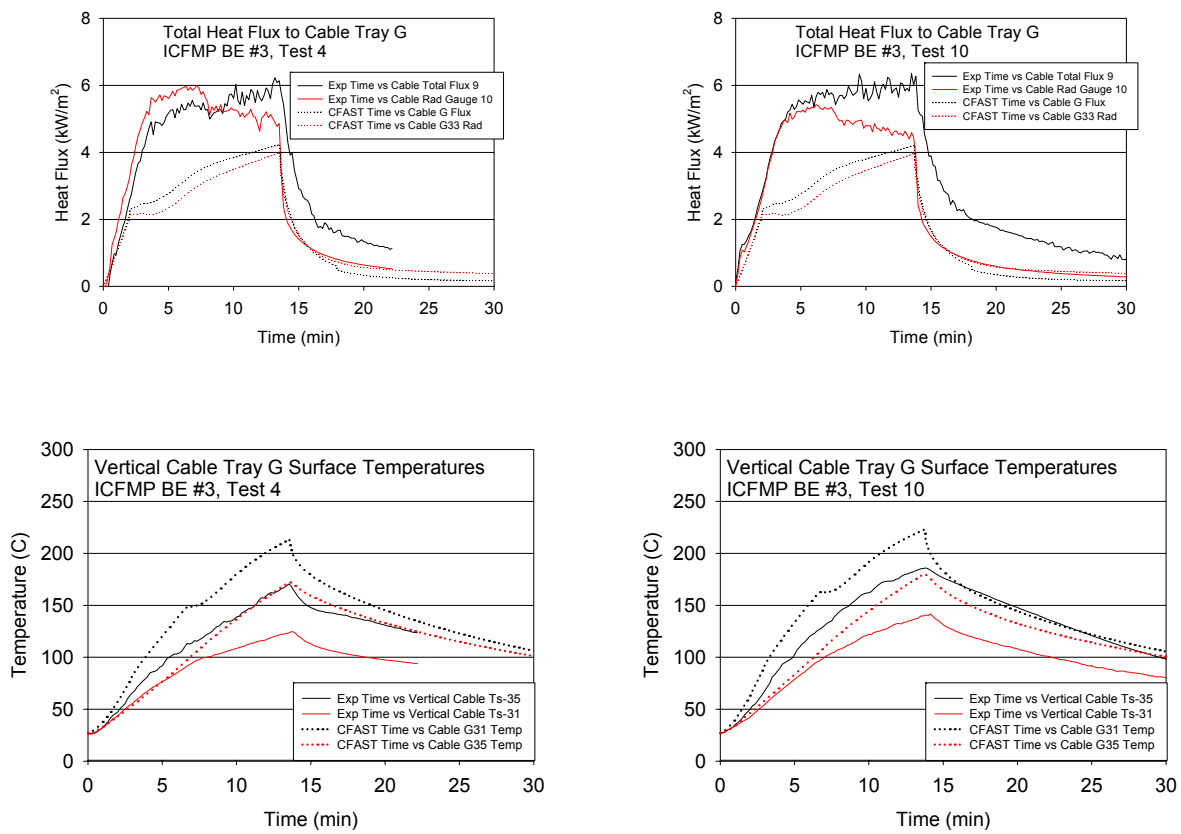 Total Heat Flux to Cable Tray G
ICFMP BE #3, Test 4
Exp Time vs Cable Total Flux 9
Exp Time vs Cable Rad Gauge 10
CFAST Time vs Cable G Flux
CFAST Time vs Cable G33 Rad
Heat Flux (kW/m²)
8
6
4
2
0
0 5 10 15 20 25 30
Time (min)
Total Heat Flux to Cable Tray G
ICFMP BE #3, Test 10
Exp Time vs Cable Total Flux 9
Exp Time vs Cable Rad Gauge 10
CFAST Time vs Cable G Flux
CFAST Time vs Cable G33 Rad
Heat Flux (kW/m²)
8
6
4
2
0
0 5 10 15 20 25 30
Time (min)
Vertical Cable Tray G Surface Temperatures
ICFMP BE #3, Test 4
Temperature (C)
300
250
200
150
100
50
0
Exp Time vs Vertical Cable Ts-35
Exp Time vs Vertical Cable Ts-31
CFAST Time vs Cable G31 Temp
CFAST Time vs Cable G35 Temp
0 5 10 15 20 25 30
Time (min)
Vertical Cable Tray G Surface Temperatures
ICFMP BE #3, Test 10
Temperature (C)
300
250
200
150
100
50
0
Exp Time vs Vertical Cable Ts-35
Exp Time vs Vertical Cable Ts-31
CFAST Time vs Cable G31 Temp
CFAST Time vs Cable G35 Temp
0 5 10 15 20 25 30
Time (min)